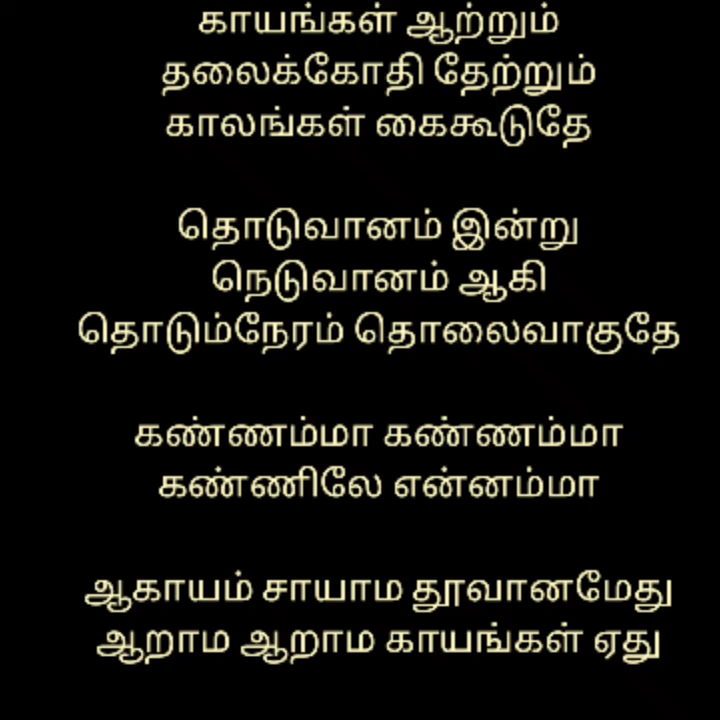 காயங்கள் ஆற்றும்
தலைக்கோதி தேற்றும்
காலங்கள் கைகூடுதே
தொடுவானம் இன்று
நெடுவானம் ஆகி
தொடும்நேரம் தொலைவாகுதே
கண்ணம்மா கண்ணம்மா
கண்ணிலே என்னம்மா
ஆகாயம் சாயாம தூவானமேது
ஆறாம ஆறாம காயங்கள் ஏது